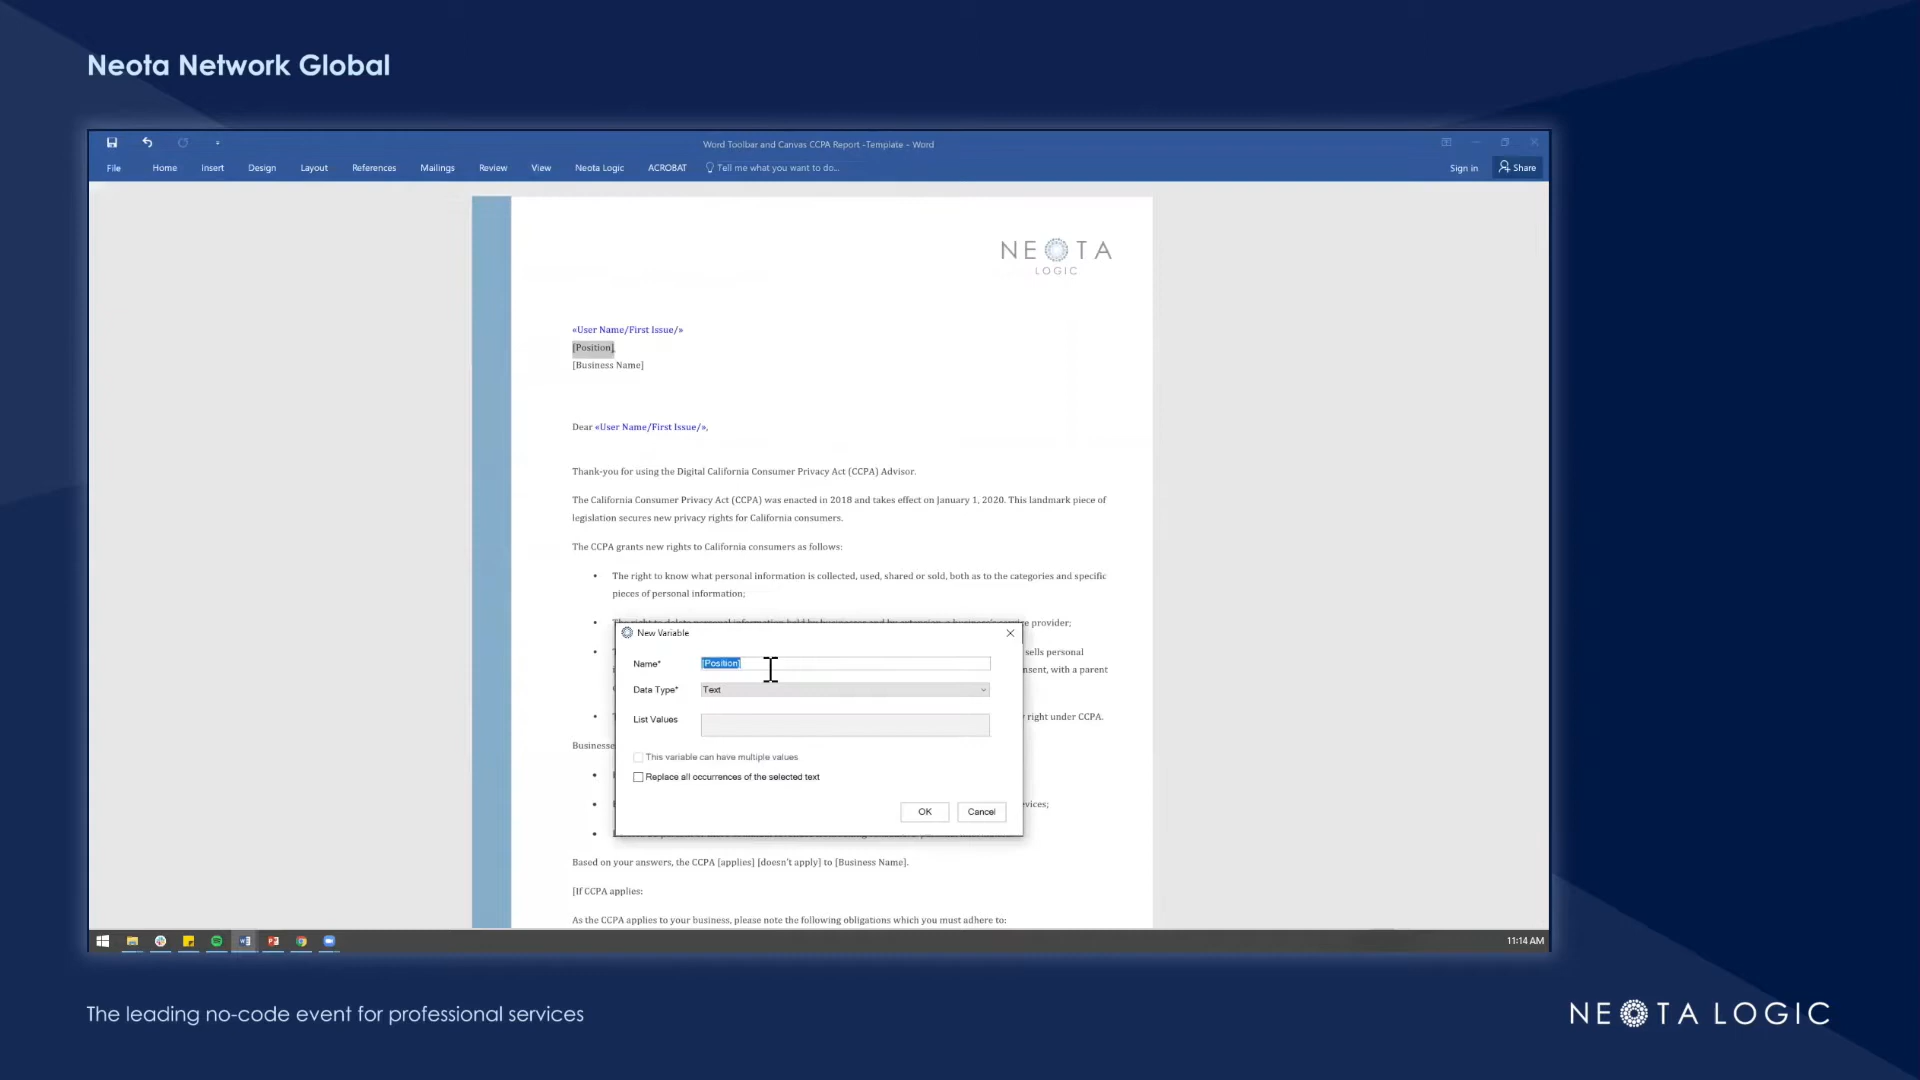 Neota Network Global
Word Toolbar and Canvas CCPA Report -Template - Word
File Home Insert Design Layout References Mailings Review View Neota Logic ACROBAT Tell me what you want to do... Sign in Share
NEOTA
LOGIC
«User Name/First Issue/»
[Position]
[Business Name]
Dear «User Name/First Issue/»,
Thank-you for using the Digital California Consumer Privacy Act (CCPA) Advisor.
The California Consumer Privacy Act (CCPA) was enacted in 2018 and takes effect on January 1, 2020. This landmark piece of
legislation secures new privacy rights for California consumers.
The CCPA grants new rights to California consumers as follows:
• The right to know what personal information is collected, used, shared or sold, both as to the categories and specific
pieces of personal information;
provider;
sells personal
with a parent
right under CCPA.
New Variable
Name* [Position]
Data Type* Text
List Values
This variable can have multiple values
Replace all occurrences of the selected text
OK Cancel
Based on your answers, the CCPA [applies] [doesn't apply] to [Business Name].
[If CCPA applies:
As the CCPA applies to your business, please note the following obligations which you must adhere to:
11:14 AM
The leading no-code event for professional services
NEOTA LOGIC